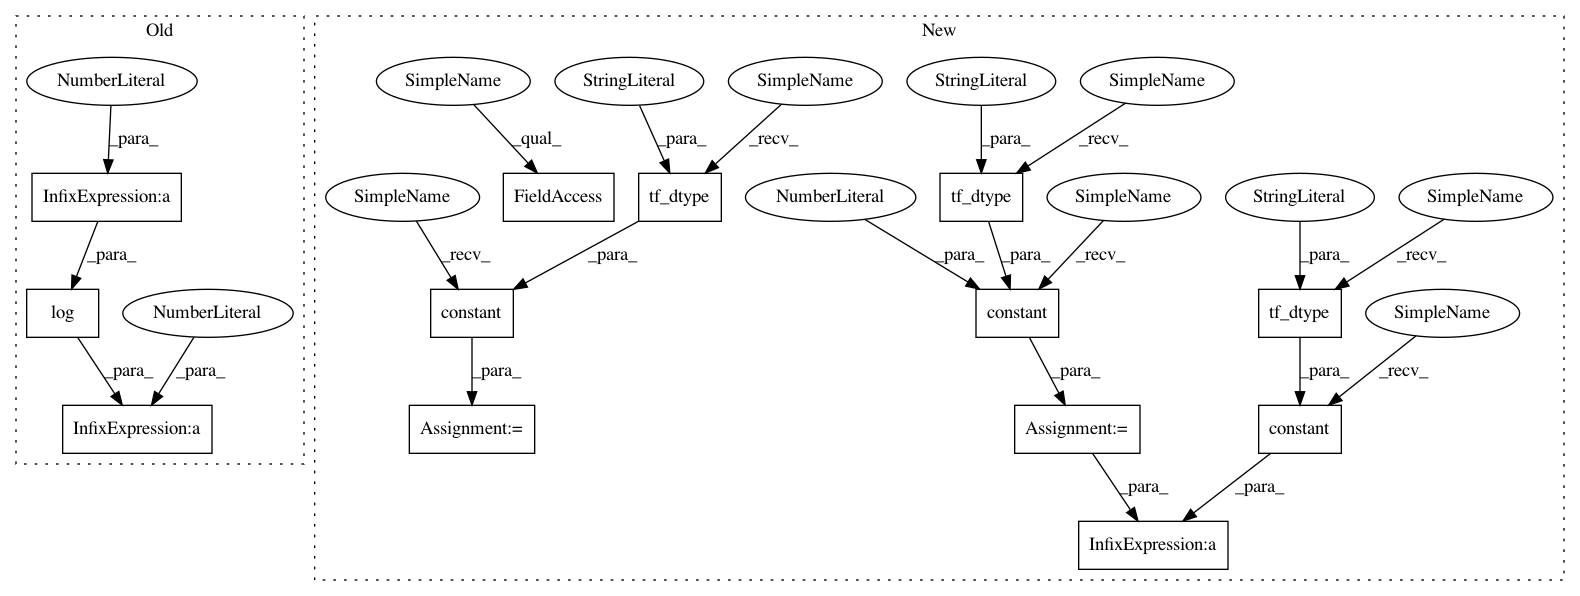 Old
New
NumberLiteral
SimpleName
StringLiteral
SimpleName
StringLiteral
SimpleName
_para_
_qual_
_para_
_recv_
_para_
_recv_
InfixExpression:a
SimpleName
FieldAccess
tf_dtype
NumberLiteral
tf_dtype
SimpleName
StringLiteral
SimpleName
_para_
_recv_
_para_
_para_
_para_
_recv_
_para_
_recv_
log
NumberLiteral
constant
constant
tf_dtype
SimpleName
_para_
_para_
_para_
_para_
_para_
_recv_
InfixExpression:a
Assignment:=
Assignment:=
constant
_para_
_para_
InfixExpression:a